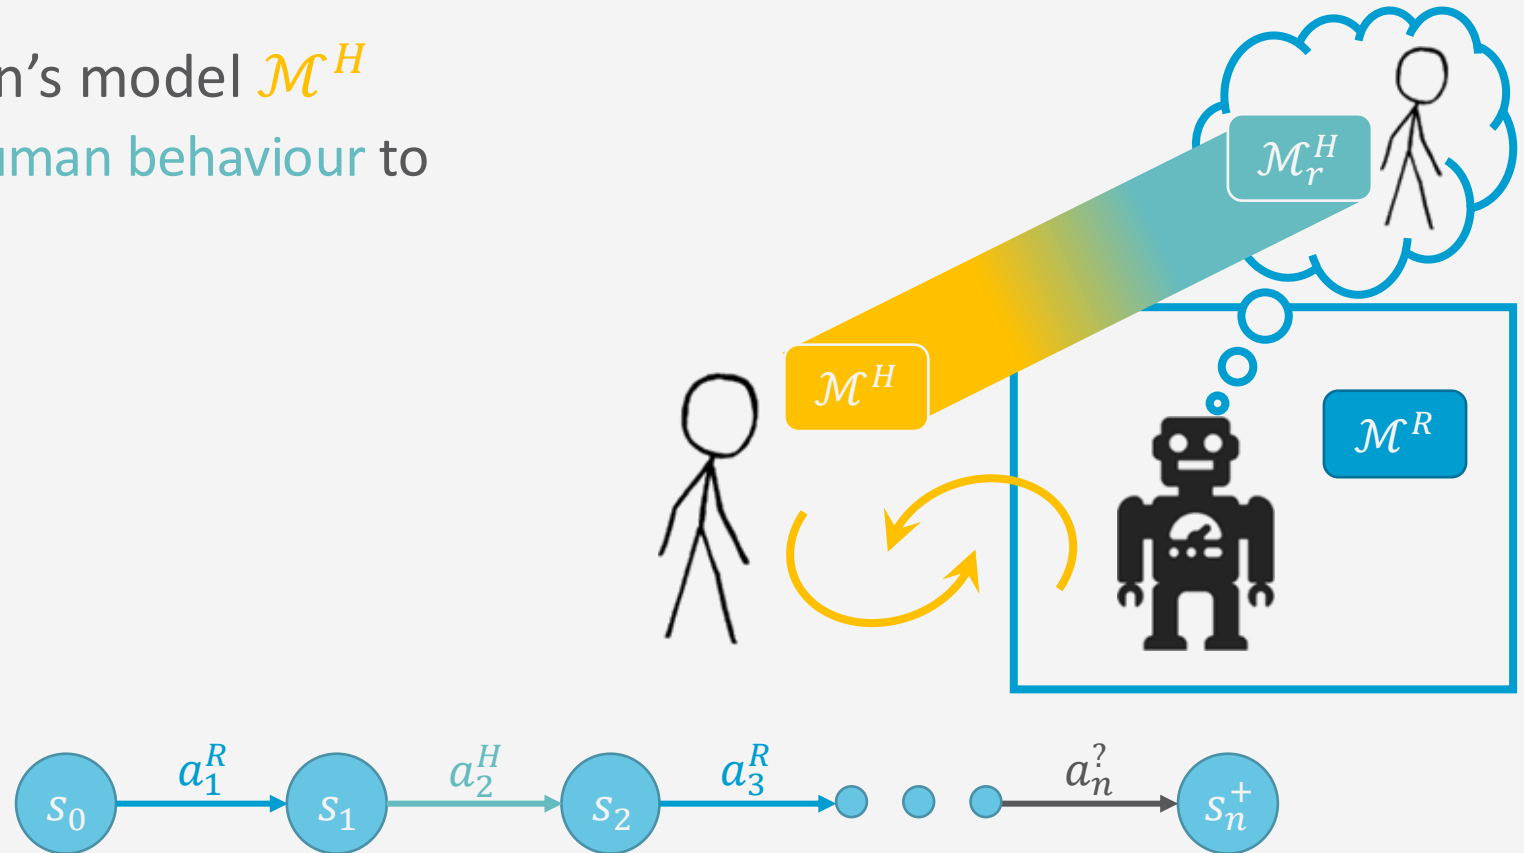 n’s model ℳ^H
uman behaviour to
ℳ_r^H
ℳ^H
ℳ^R
a_1^R a_2^H a_3^R a_n^?
s_0 s_1 s_2 s_n^+